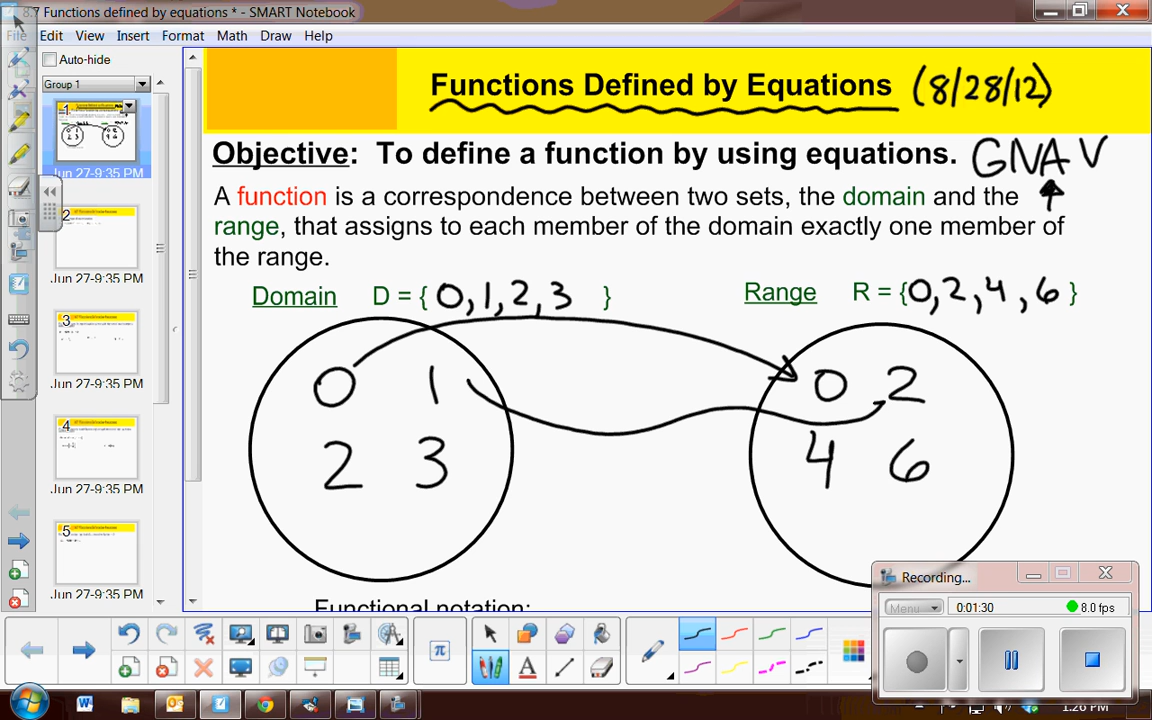 8.7 Functions defined by equations * - SMART Notebook
File Edit View Insert Format Math Draw Help
Auto-hide
Group 1
1
Jun 27-9:35 PM
2
Jun 27-9:35 PM
3
Jun 27-9:35 PM
4
Jun 27-9:35 PM
5
Jun 27-9:35 PM
Functions Defined by Equations (8/28/12)
Objective: To define a function by using equations. GNAV
A function is a correspondence between two sets, the domain and the
range, that assigns to each member of the domain exactly one member of
the range.
Domain D = { 0, 1, 2, 3 } Range R = {0, 2, 4, 6 }
0 1 0 2
2 3 4 6
Functional notation:
Recording...
Menu 0:01:30 8.0 fps
π A
W
1:26 PM